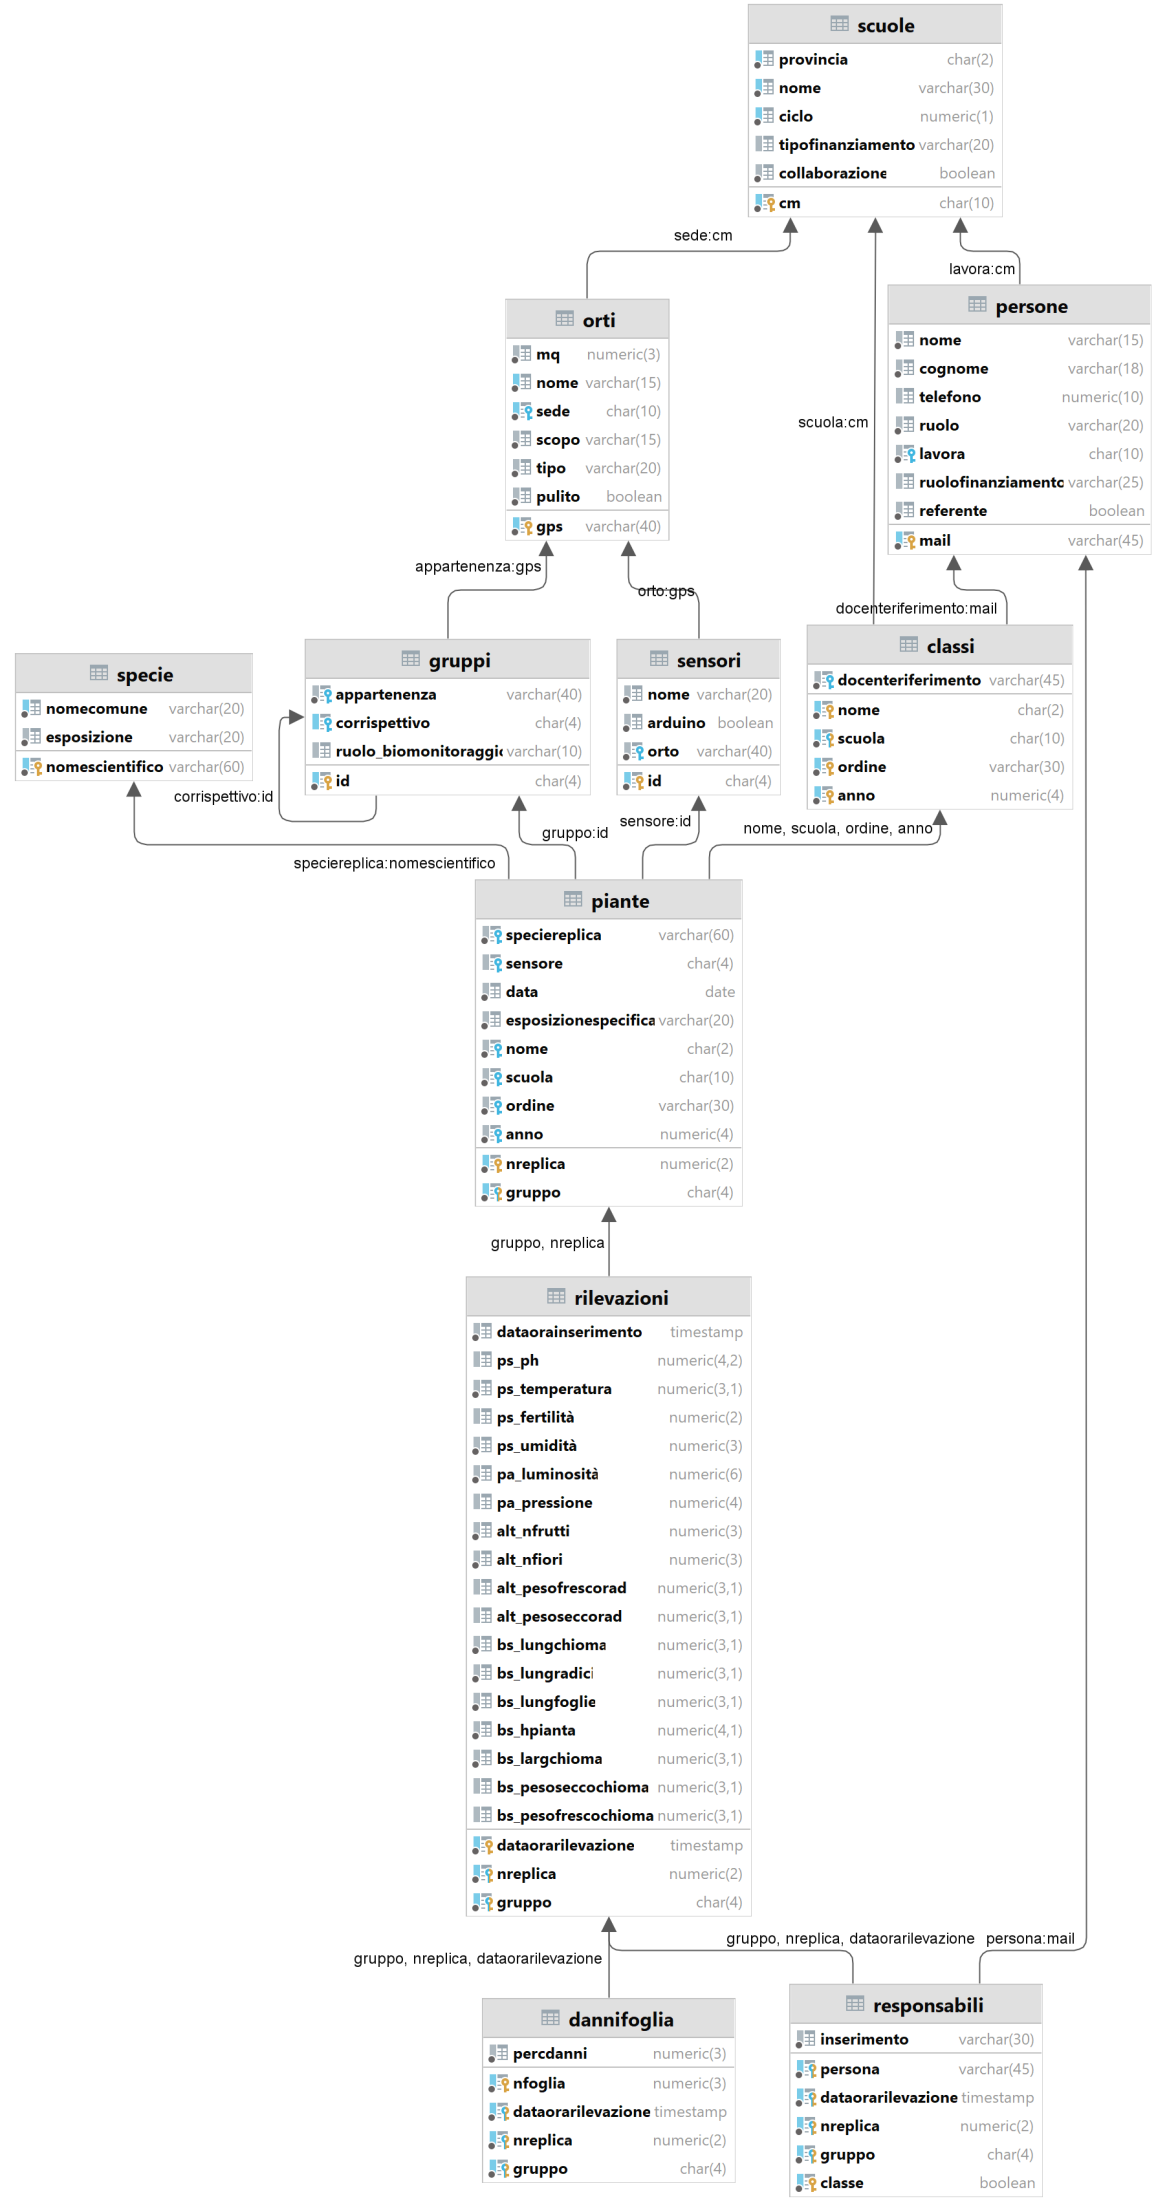 scuole
provincia char(2)
nome varchar(30)
ciclo numeric(1)
tipofinanziamento varchar(20)
collaborazione boolean
cm char(10)
sede:cm
lavora:cm
scuola:cm
orti
mq numeric(3)
nome varchar(15)
sede char(10)
scopo varchar(15)
tipo varchar(20)
pulito boolean
gps varchar(40)
persone
nome varchar(15)
cognome varchar(18)
telefono numeric(10)
ruolo varchar(20)
lavora char(10)
ruolofinanziamento varchar(25)
referente boolean
mail varchar(45)
appartenenza:gps
orto:gps
docenteriferimento:mail
specie
nomecomune varchar(20)
esposizione varchar(20)
nomescientifico varchar(60)
gruppi
appartenenza varchar(40)
corrispettivo char(4)
ruolo_biomonitoraggi varchar(10)
id char(4)
corrispettivo:id
sensori
nome varchar(20)
arduino boolean
orto varchar(40)
id char(4)
classi
docenteriferimento varchar(45)
nome char(2)
scuola char(10)
ordine varchar(30)
anno numeric(4)
speciereplica:nomescientifico
gruppo:id
sensore:id
nome, scuola, ordine, anno
piante
speciereplica varchar(60)
sensore char(4)
data date
esposizionespecifica varchar(20)
nome char(2)
scuola char(10)
ordine varchar(30)
anno numeric(4)
nreplica numeric(2)
gruppo char(4)
gruppo, nreplica
rilevazioni
dataorainserimento timestamp
ps_ph numeric(4,2)
ps_temperatura numeric(3,1)
ps_fertilità numeric(2)
ps_umidità numeric(3)
pa_luminosità numeric(6)
pa_pressione numeric(4)
alt_nfrutti numeric(3)
alt_nfiori numeric(3)
alt_pesofrescorad numeric(3,1)
alt_pesoseccorad numeric(3,1)
bs_lungchioma numeric(3,1)
bs_lungradici numeric(3,1)
bs_lungfoglie numeric(3,1)
bs_hpianta numeric(4,1)
bs_largchioma numeric(3,1)
bs_pesoseccochioma numeric(3,1)
bs_pesofrescochioma numeric(3,1)
dataorarilevazione timestamp
nreplica numeric(2)
gruppo char(4)
gruppo, nreplica, dataorarilevazione
gruppo, nreplica, dataorarilevazione
persona:mail
dannifoglia
percdanni numeric(3)
nfoglia numeric(3)
dataorarilevazione timestamp
nreplica numeric(2)
gruppo char(4)
responsabili
inserimento varchar(30)
persona varchar(45)
dataorarilevazione timestamp
nreplica numeric(2)
gruppo char(4)
classe boolean